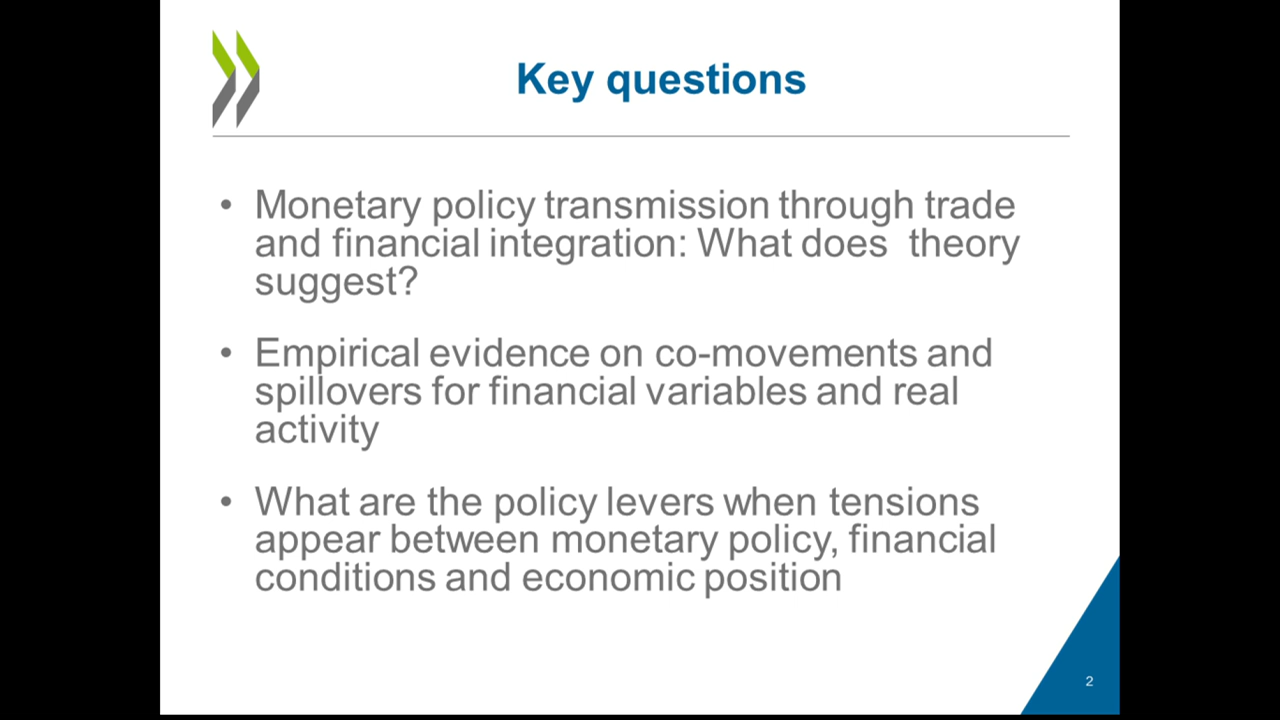 Key questions
• Monetary policy transmission through trade
and financial integration: What does  theory
suggest?
• Empirical evidence on co-movements and
spillovers for financial variables and real
activity
• What are the policy levers when tensions
appear between monetary policy, financial
conditions and economic position
2